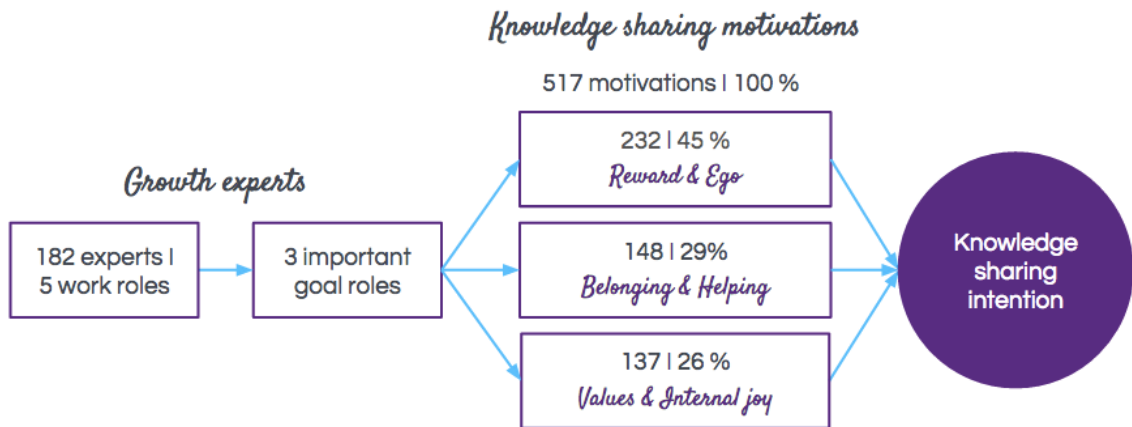 Knowledge sharing motivations
517 motivations | 100 %
232 | 45 %
Reward & Ego
Growth experts
182 experts |
5 work roles
3 important
goal roles
148 | 29%
Belonging & Helping
Knowledge
sharing
intention
137 | 26 %
Values & Internal joy